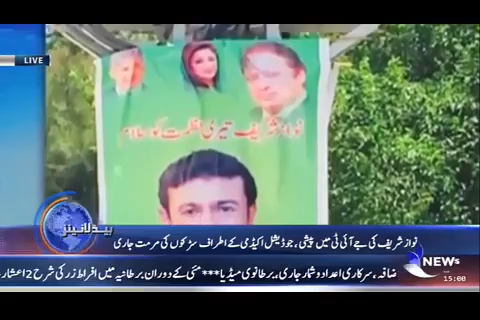 LIVE
نواز شریف تیری عظمت کو سلام
ہیڈلائینز
نواز شریف کی جے آئی ٹی میں پیشی ، جوڈیشل اکیڈمی کے اطراف سڑکوں کی مرمت جاری
NEWs
15:00
ضافہ ، سرکاری اعداد وشمار جاری ۔ برطانوی میڈیا *** مئی کے دوران برطانیہ میں افراط زر کی شرح 2 اعشار